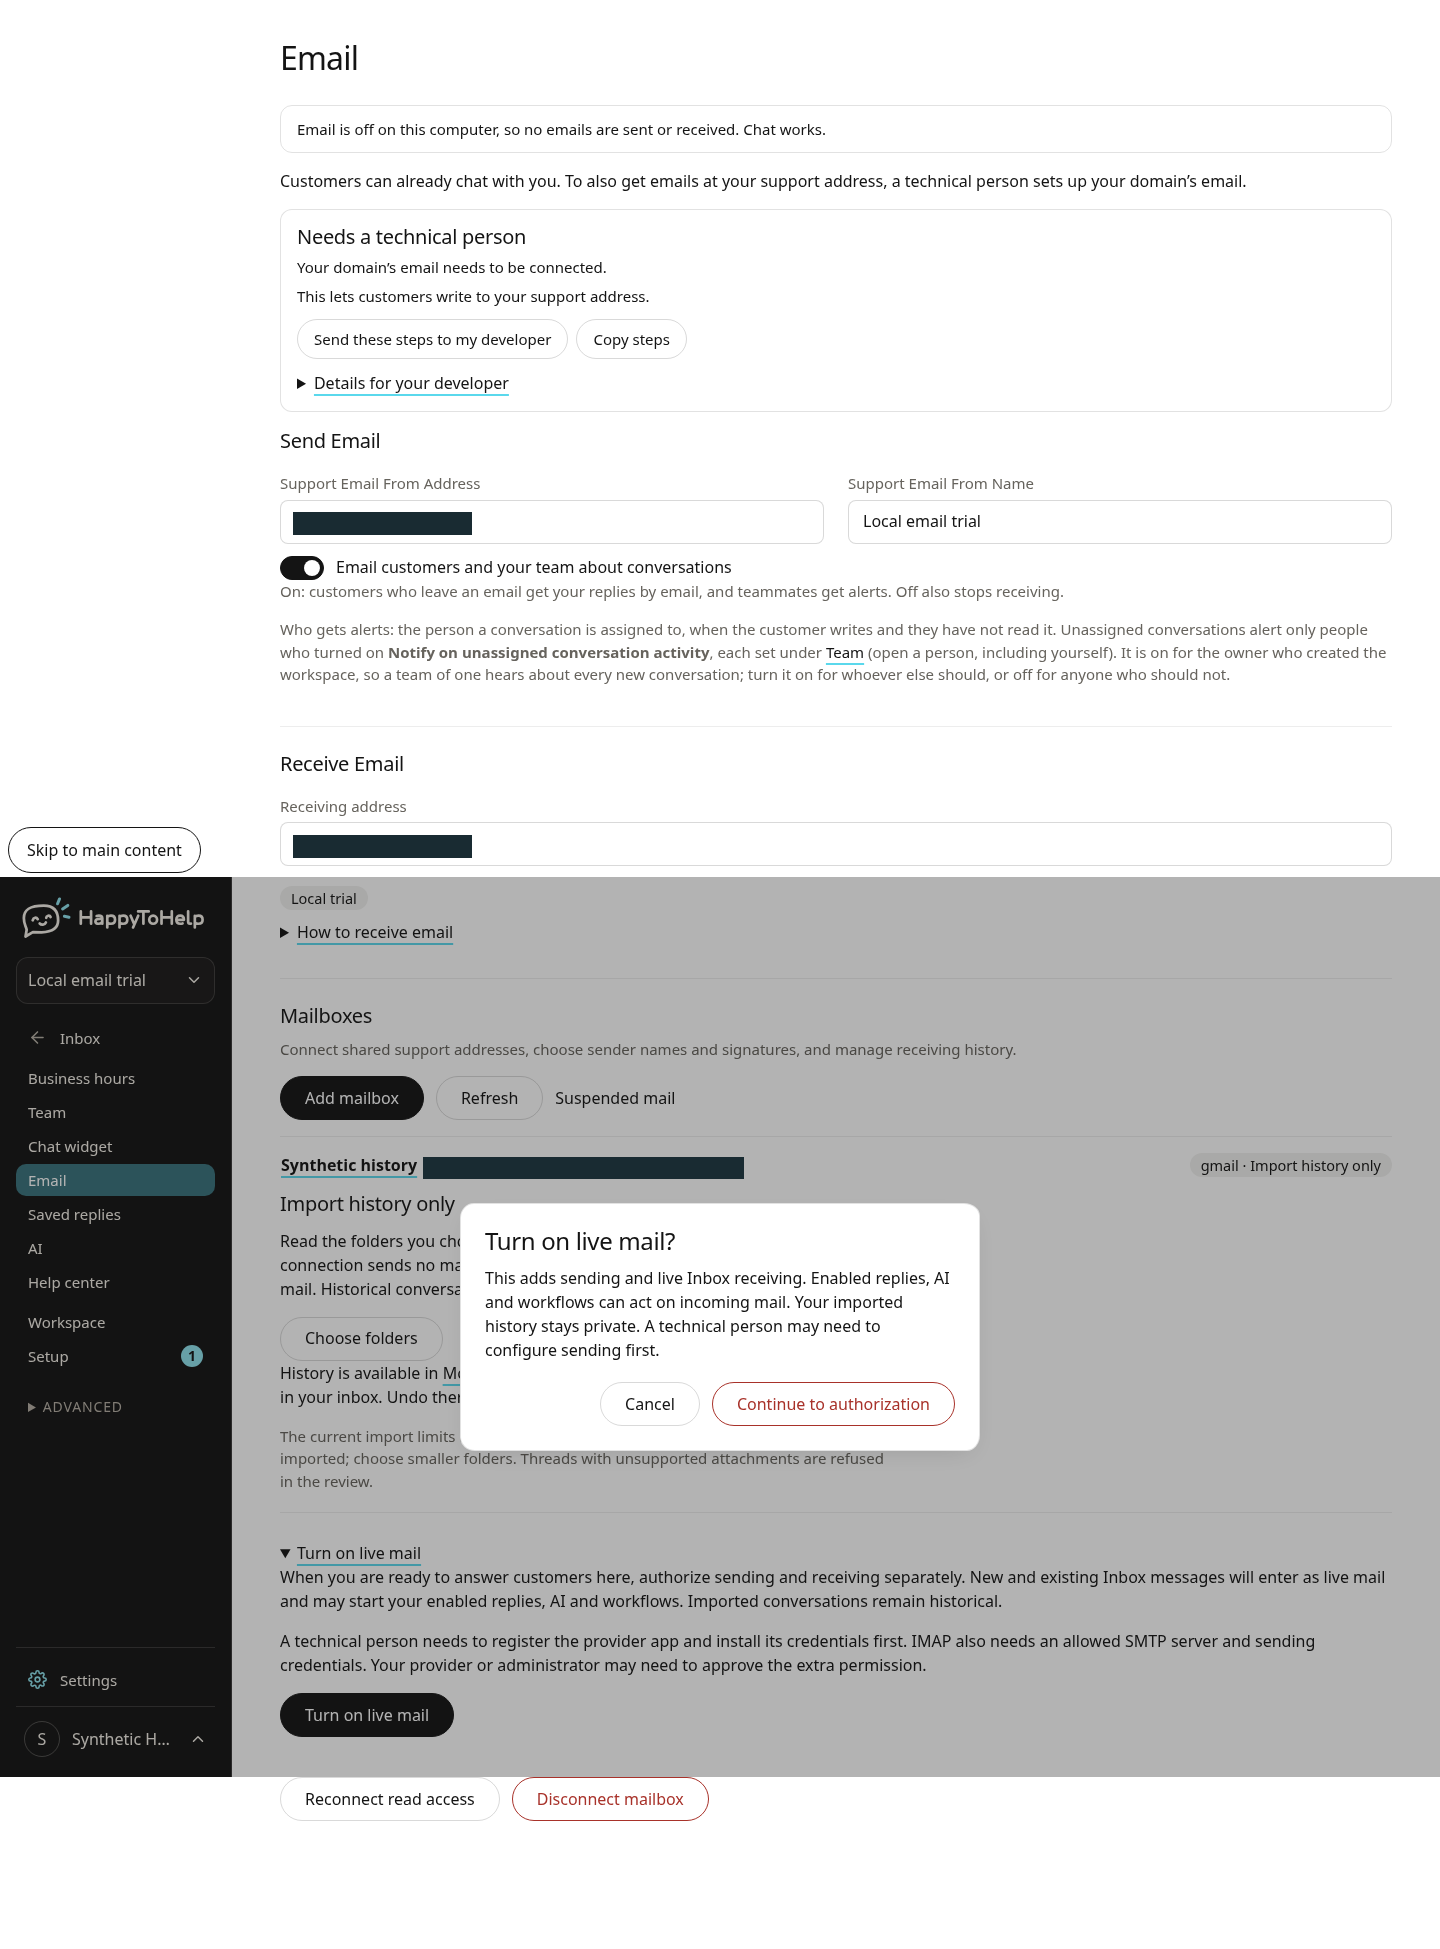 Email
Email is off on this computer, so no emails are sent or received. Chat works.
Customers can already chat with you. To also get emails at your support address, a technical person sets up your domain’s email.
Needs a technical person
Your domain’s email needs to be connected.
This lets customers write to your support address.
Send these steps to my developer
Copy steps
Details for your developer
Send Email
Support Email From Address
Support Email From Name
Local email trial
Email customers and your team about conversations
On: customers who leave an email get your replies by email, and teammates get alerts. Off also stops receiving.
Who gets alerts: the person a conversation is assigned to, when the customer writes and they have not read it. Unassigned conversations alert only people
who turned on Notify on unassigned conversation activity, each set under Team (open a person, including yourself). It is on for the owner who created the
workspace, so a team of one hears about every new conversation; turn it on for whoever else should, or off for anyone who should not.
Receive Email
Receiving address
Skip to main content
HappyToHelp
Local email trial
Inbox
Business hours
Team
Chat widget
Email
Saved replies
AI
Help center
Workspace
Setup
1
ADVANCED
Settings
S
Synthetic H...
Local trial
How to receive email
Mailboxes
Connect shared support addresses, choose sender names and signatures, and manage receiving history.
Add mailbox
Refresh
Suspended mail
Synthetic history
gmail · Import history only
Import history only
Read the folders you
connection sends no
mail. Historical
Choose folders
History is available in
in your inbox. Undo
The current import limits
imported; choose smaller folders. Threads with unsupported attachments are refused
in the review.
Turn on live mail?
This adds sending and live Inbox receiving. Enabled replies, AI
and workflows can act on incoming mail. Your imported
history stays private. A technical person may need to
configure sending first.
Cancel
Continue to authorization
Turn on live mail
When you are ready to answer customers here, authorize sending and receiving separately. New and existing Inbox messages will enter as live mail
and may start your enabled replies, AI and workflows. Imported conversations remain historical.
A technical person needs to register the provider app and install its credentials first. IMAP also needs an allowed SMTP server and sending
credentials. Your provider or administrator may need to approve the extra permission.
Turn on live mail
Reconnect read access
Disconnect mailbox